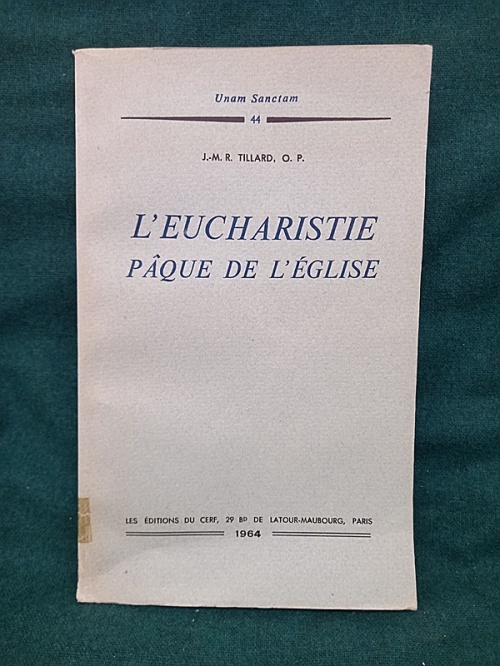 Unam Sanctam
44
J.-M. R. TILLARD, O. P.
L'EUCHARISTIE
PÂQUE DE L'ÉGLISE
LES ÉDITIONS DU CERF, 29 BD DE LATOUR-MAUBOURG, PARIS
1964